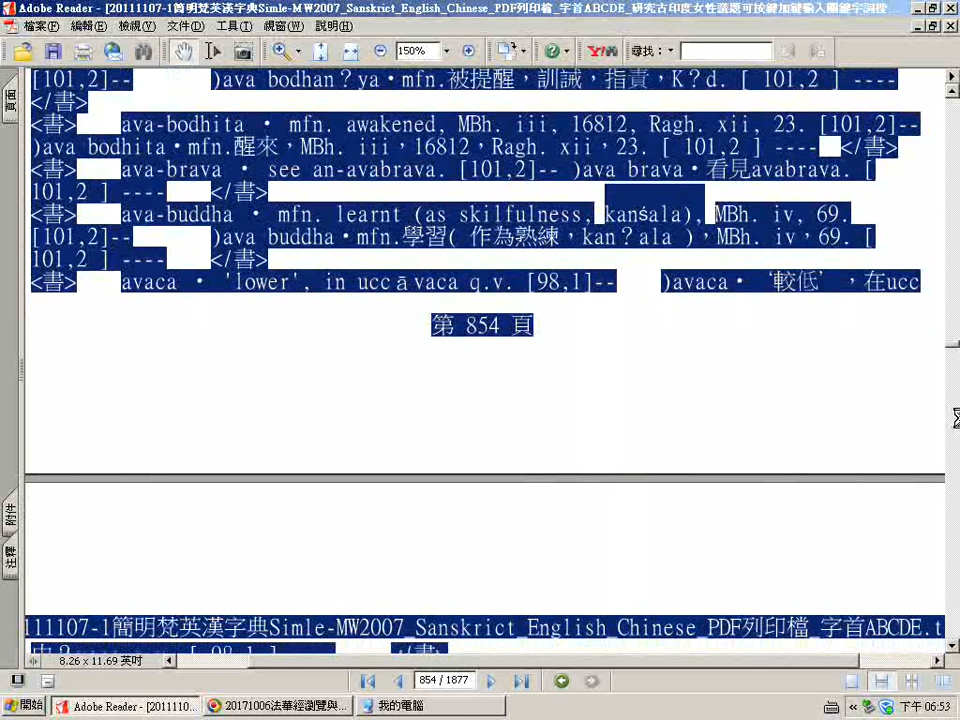 Adobe Reader - [20111107-1簡明梵英漢字典Simle-MW2007_Sanskrict_English_Chinese_PDF列印檔_字首ABCDE_研究古印度女性議題可按鍵加鍵輸入關鍵字詞搜
檔案(F) 編輯(E) 檢視(V) 文件(D) 工具(T) 視窗(W) 說明(H)
150% Y! 尋找：
頁面
[101,2]-- )ava bodhan？ya‧mfn.被提醒，訓誡，指責，K？d. [ 101,2 ] ----
</書>
<書> ava-bodhita ‧ mfn. awakened, MBh. iii, 16812, Ragh. xii, 23. [101,2]--
)ava bodhita‧mfn.醒來，MBh. iii，16812，Ragh. xii，23. [ 101,2 ] ---- </書>
<書> ava-brava ‧ see an-avabrava. [101,2]-- )ava brava‧看見avabrava. [
101,2 ] ---- </書>
<書> ava-buddha ‧ mfn. learnt (as skilfulness, kanśala), MBh. iv, 69.
[101,2]-- )ava buddha‧mfn.學習( 作為熟練，kan？ala )，MBh. iv，69. [
101,2 ] ---- </書>
<書> avaca ‧ 'lower', in uccāvaca q.v. [98,1]-- )avaca‧‘較低’，在ucc
第 854 頁
附件
注釋
111107-1簡明梵英漢字典Simle-MW2007_Sanskrict_English_Chinese_PDF列印檔_字首ABCDE.t
8.26 x 11.69 英吋
854 / 1877
開始 Adobe Reader - [2011110... 20171006法華經瀏覽與... 我的電腦 下午 06:53